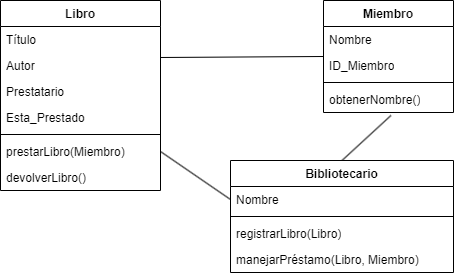 Libro
Título
Autor
Prestatario
Esta_Prestado
prestarLibro(Miembro)
devolverLibro()
Miembro
Nombre
ID_Miembro
obtenerNombre()
Bibliotecario
Nombre
registrarLibro(Libro)
manejarPréstamo(Libro, Miembro)